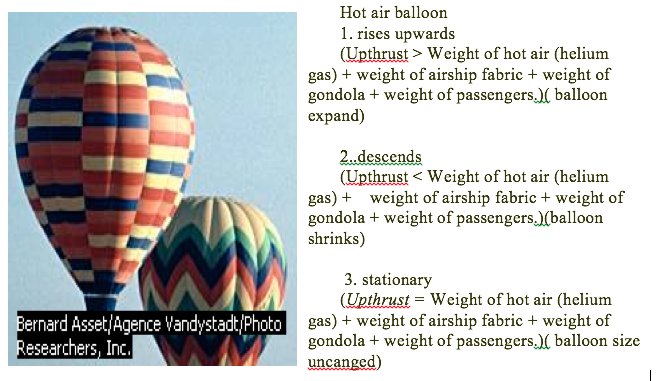 Hot air balloon
1. rises upwards
(Upthrust > Weight of hot air (helium
gas) + weight of airship fabric + weight of
gondola + weight of passengers.)( balloon
expand)
2..descends
(Upthrust < Weight of hot air (helium
gas) +    weight of airship fabric + weight of
gondola + weight of passengers.)(balloon
shrinks)
3. stationary
(Upthrust = Weight of hot air (helium
gas) + weight of airship fabric + weight of
gondola + weight of passengers.)( balloon size
uncanged)
Bernard Asset/Agence Vandystadt/Photo
Researchers, Inc.